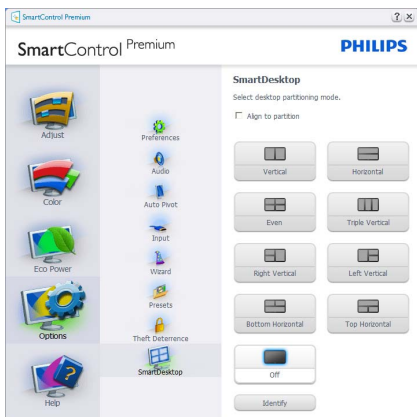 SmartControl Premium
SmartControl Premium
PHILIPS
Adjust
Color
Eco Power
Options
Help
Preferences
Audio
Auto Pivot
Input
Wizard
Presets
Theft Deterrence
SmartDesktop
SmartDesktop
Select desktop partitioning mode.
Align to partition
Vertical
Horizontal
Even
Triple Vertical
Right Vertical
Left Vertical
Bottom Horizontal
Top Horizontal
Off
Identify